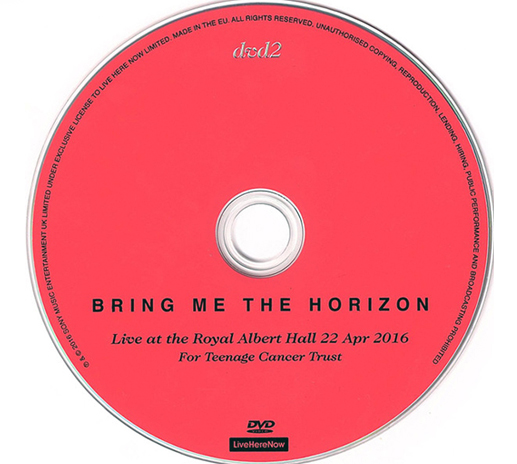 ℗ & © 2016 SONY MUSIC ENTERTAINMENT UK LIMITED UNDER EXCLUSIVE LICENSE TO LIVE HERE NOW LIMITED. MADE IN THE EU. ALL RIGHTS RESERVED. UNAUTHORISED COPYING, REPRODUCTION, LENDING, HIRING, PUBLIC PERFORMANCE AND BROADCASTING PROHIBITED
dvd2
BRING ME THE HORIZON
Live at the Royal Albert Hall 22 Apr 2016
For Teenage Cancer Trust
DVD
VIDEO
LiveHereNow